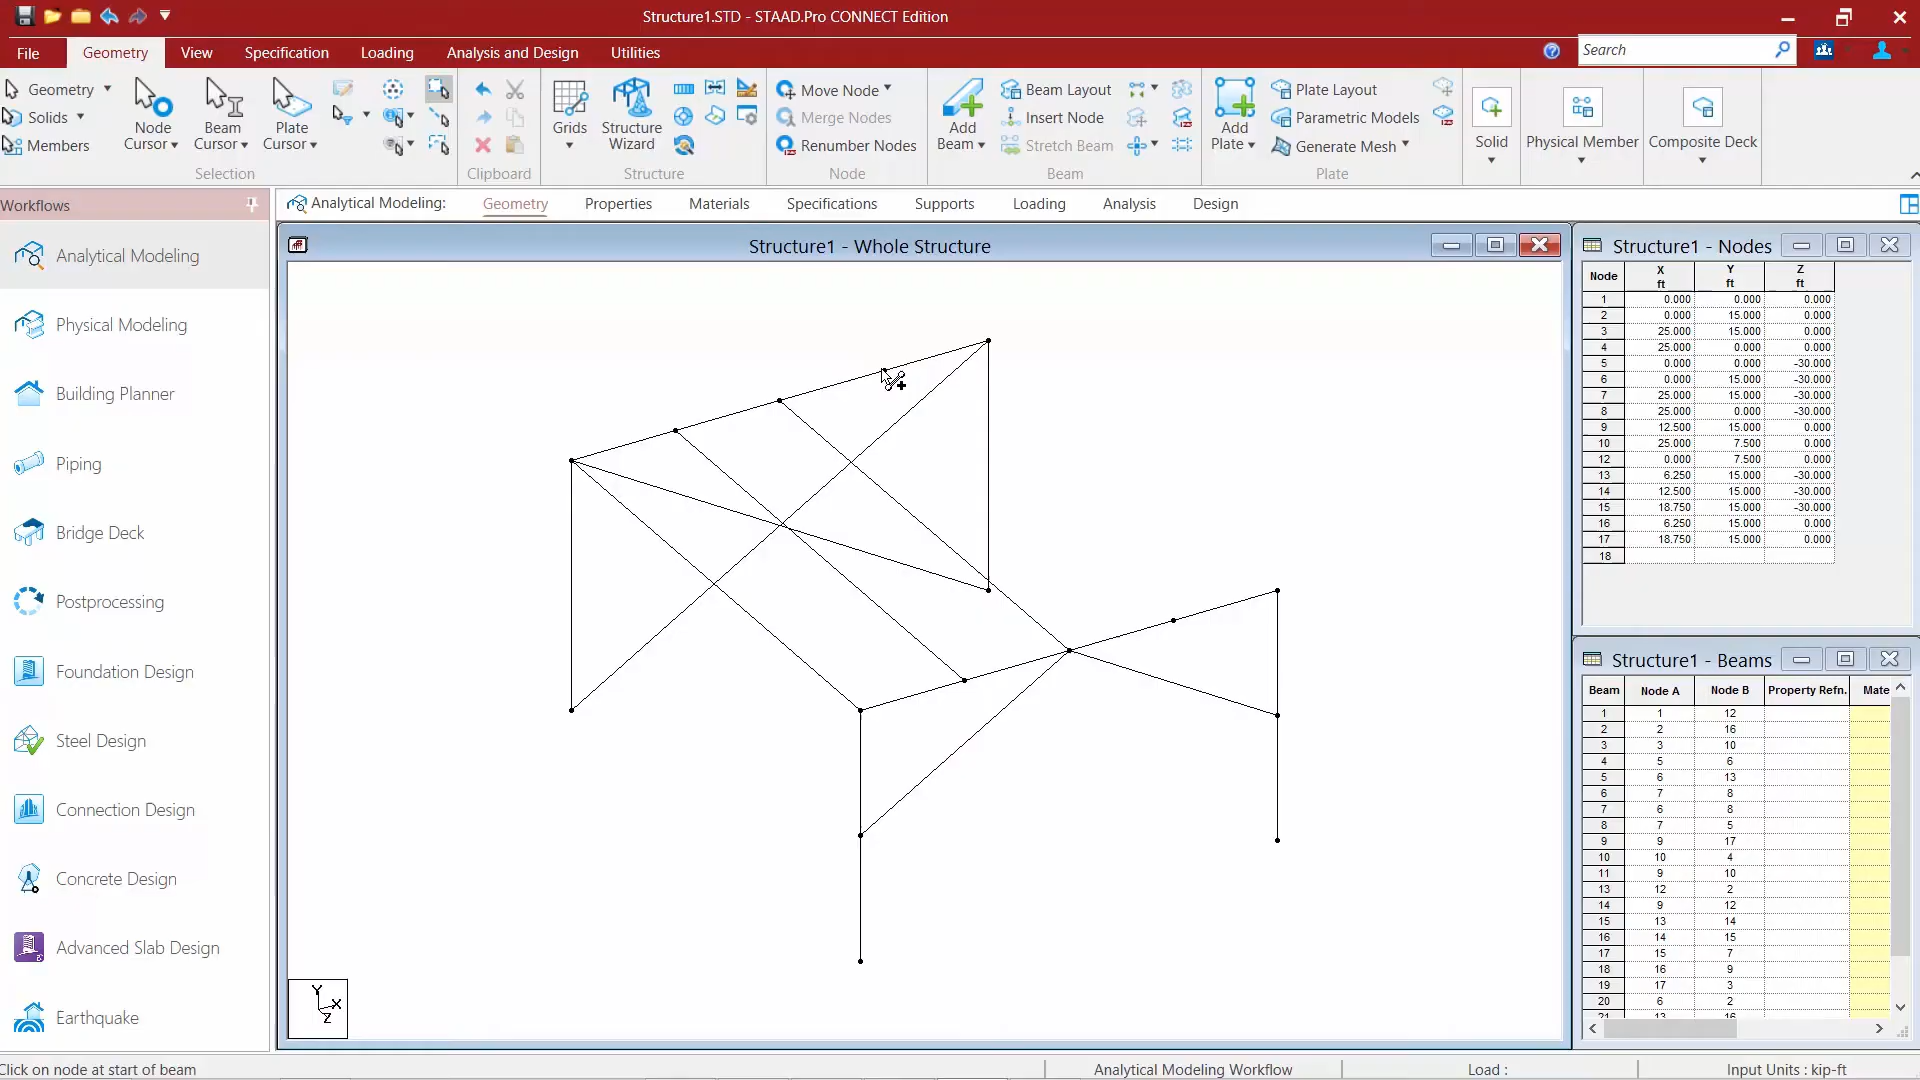 Structure1.STD - STAAD.Pro CONNECT Edition
File
Geometry
View
Specification
Loading
Analysis and Design
Utilities
Search
Geometry
Solids
Members
Node Cursor
Beam Cursor
Plate Cursor
Selection
Clipboard
Grids
Structure Wizard
Structure
Move Node
Merge Nodes
Renumber Nodes
Node
Add Beam
Beam Layout
Insert Node
Stretch Beam
Beam
Add Plate
Plate Layout
Parametric Models
Generate Mesh
Plate
Solid
Physical Member
Composite Deck
Workflows
Analytical Modeling
Physical Modeling
Building Planner
Piping
Bridge Deck
Postprocessing
Foundation Design
Steel Design
Connection Design
Concrete Design
Advanced Slab Design
Earthquake
Analytical Modeling:
Geometry
Properties
Materials
Specifications
Supports
Loading
Analysis
Design
Structure1 - Whole Structure
Y
X
Z
Structure1 - Nodes
Node X ft Y ft Z ft
1 0.000 0.000 0.000
2 0.000 15.000 0.000
3 25.000 15.000 0.000
4 25.000 0.000 0.000
5 0.000 0.000 -30.000
6 0.000 15.000 -30.000
7 25.000 15.000 -30.000
8 25.000 0.000 -30.000
9 12.500 15.000 0.000
10 25.000 7.500 0.000
12 0.000 7.500 0.000
13 6.250 15.000 -30.000
14 12.500 15.000 -30.000
15 18.750 15.000 -30.000
16 6.250 15.000 0.000
17 18.750 15.000 0.000
18
Structure1 - Beams
Beam Node A Node B Property Refn. Mate
1 1 12
2 2 16
3 3 10
4 5 6
5 6 13
6 7 8
7 6 8
8 7 5
9 9 17
10 10 4
11 9 10
13 12 2
14 9 12
15 13 14
16 14 15
17 15 7
18 16 9
19 17 3
20 6 2
21 13 16
Click on node at start of beam
Analytical Modeling Workflow
Load :
Input Units : kip-ft